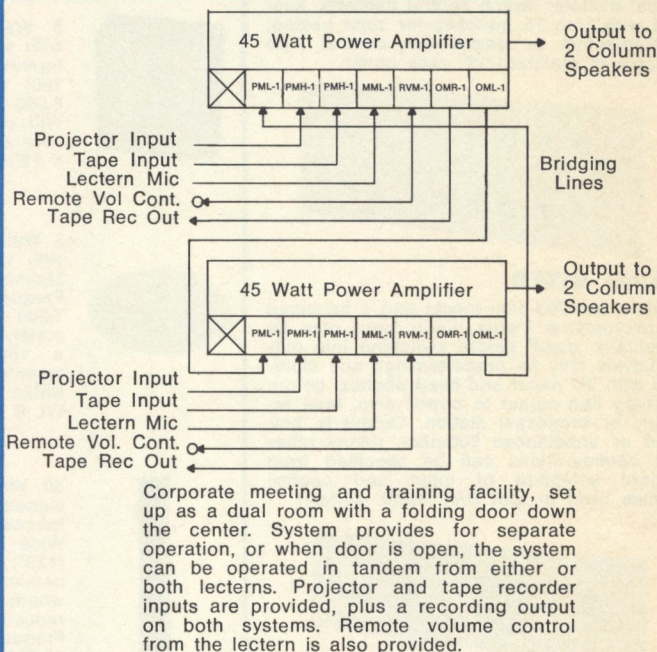 45 Watt Power Amplifier
Output to
2 Column
Speakers
PML-1 PMH-1 PMH-1 MML-1 RVM-1 OMR-1 OML-1
Projector Input
Tape Input
Lectern Mic
Remote Vol Cont.
Tape Rec Out
Bridging
Lines
45 Watt Power Amplifier
Output to
2 Column
Speakers
PMJ-1 PMH-1 PMH-1 MML-1 RVM-1 OMR-1 OML-1
Projector Input
Tape Input
Lectern Mic
Remote Vol. Cont.
Tape Rec Out
Corporate meeting and training facility, set
up as a dual room with a folding door down
the center. System provides for separate
operation, or when door is open, the system
can be operated in tandem from either or
both lecterns. Projector and tape recorder
inputs are provided, plus a recording output
on both systems. Remote volume control
from the lectern is also provided.